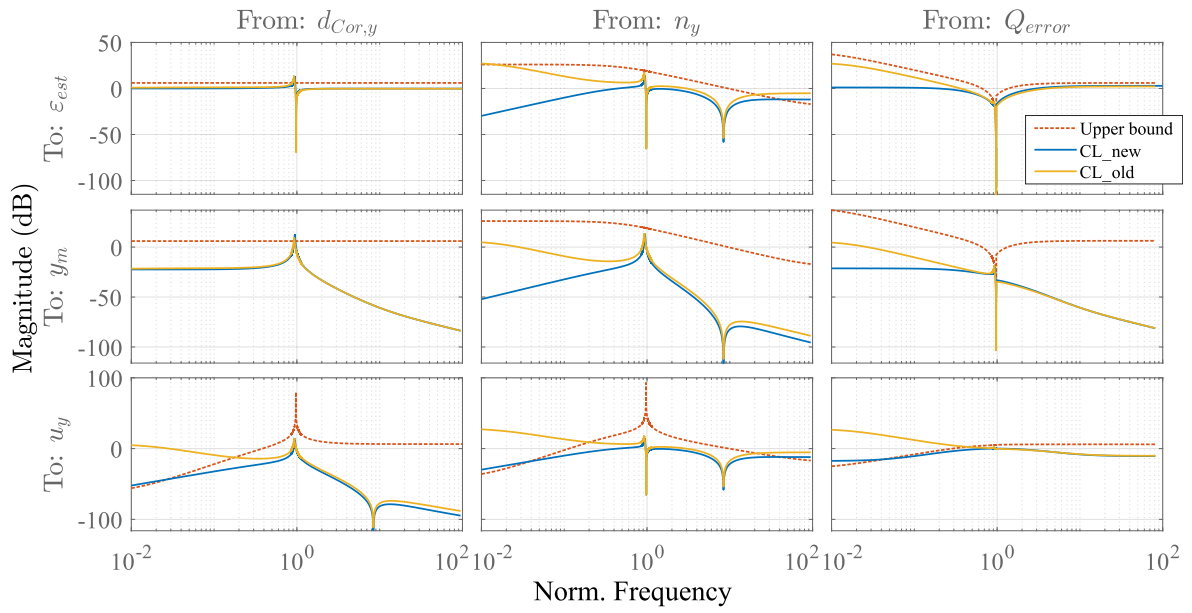 From: d_{Cor,y} From: n_y From: Q_{error}
Magnitude (dB)
To: ε_{est}
50
0
-50
-100
Upper bound
CL_new
CL_old
To: y_m
0
-50
-100
To: u_y
100
0
-100
10^{-2} 10^0 10^2 10^{-2} 10^0 10^2 10^{-2} 10^0 10^2
Norm. Frequency